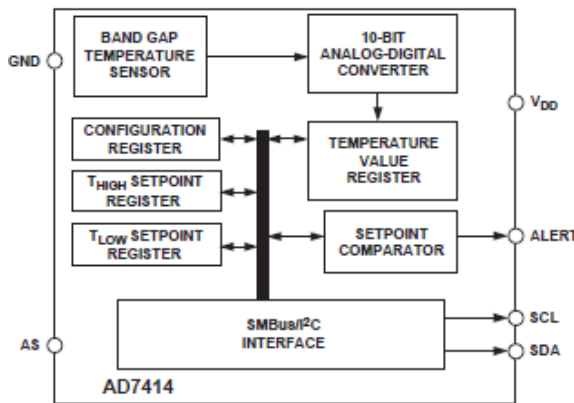 BAND GAP
TEMPERATURE
SENSOR
10-BIT
ANALOG-DIGITAL
CONVERTER
GND
VDD
CONFIGURATION
REGISTER
TEMPERATURE
VALUE
REGISTER
THIGH SETPOINT
REGISTER
TLOW SETPOINT
REGISTER
SETPOINT
COMPARATOR
ALERT
SMBus/I²C
INTERFACE
SCL
SDA
AS
AD7414